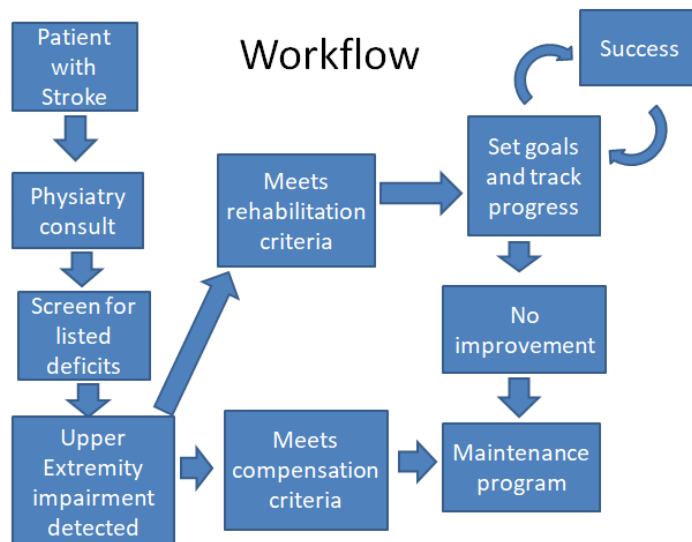 Workflow
Patient
with
Stroke
Physiatry
consult
Screen for
listed
deficits
Upper
Extremity
impairment
detected
Meets
rehabilitation
criteria
Meets
compensation
criteria
Set goals
and track
progress
Success
No
improvement
Maintenance
program